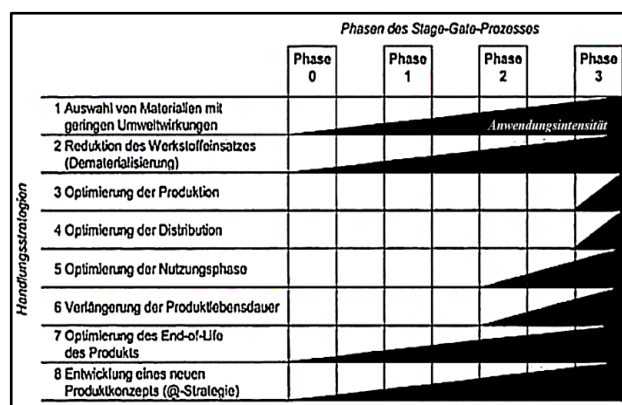 Phasen des Stage-Gate-Prozesses
Phase 0
Phase 1
Phase 2
Phase 3
Handlungsstrategien
1 Auswahl von Materialien mit
geringen Umweltwirkungen
Anwendungsintensität
2 Reduktion des Werkstoffeinsatzes
(Dematerialisierung)
3 Optimierung der Produktion
4 Optimierung der Distribution
5 Optimierung der Nutzungsphase
6 Verlängerung der Produktlebensdauer
7 Optimierung des End-of-Life
des Produkts
8 Entwicklung eines neuen
Produktkonzepts (@-Strategie)